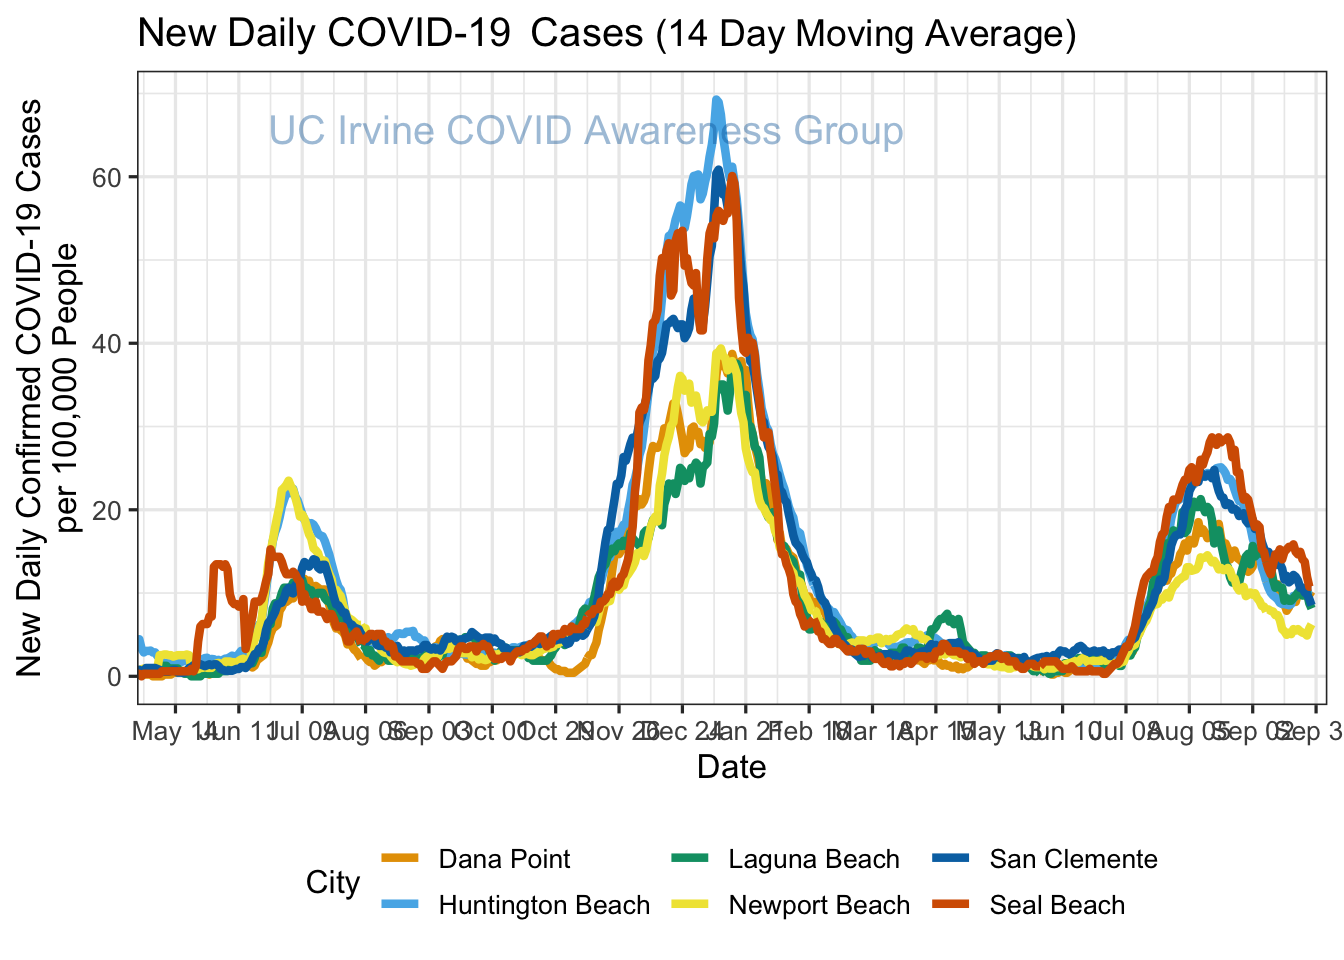 New Daily COVID-19 Cases (14 Day Moving Average)
UC Irvine COVID Awareness Group
New Daily Confirmed COVID-19 Cases
per 100,000 People
60
40
20
0
May 14 Jun 11 Jul 09 Aug 06 Sep 03 Oct 01 Oct 29 Nov 26 Dec 24 Jan 21 Feb 18 Mar 18 Apr 15 May 13 Jun 10 Jul 08 Aug 05 Sep 02 Sep 3
Date
City
Dana Point Laguna Beach San Clemente
Huntington Beach Newport Beach Seal Beach